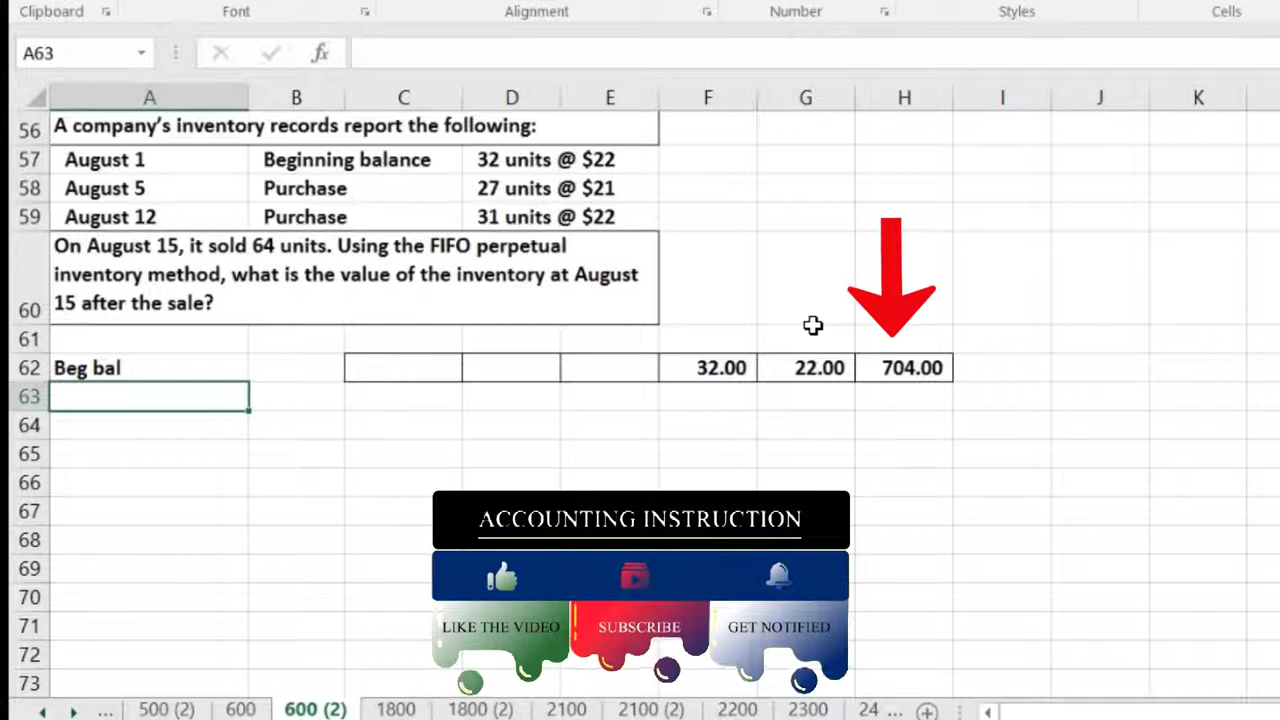 Clipboard Font Alignment Number Styles Cells
A63 fx
A B C D E F G H I J K
56 A company's inventory records report the following:
57 August 1 Beginning balance 32 units @ $22
58 August 5 Purchase 27 units @ $21
59 August 12 Purchase 31 units @ $22
On August 15, it sold 64 units. Using the FIFO perpetual
inventory method, what is the value of the inventory at August
60 15 after the sale?
61
62 Beg bal 32.00 22.00 704.00
63
64
65
66
67
68
69
70
71
72
73
ACCOUNTING INSTRUCTION
LIKE THE VIDEO SUBSCRIBE GET NOTIFIED
... 500 (2) 600 600 (2) 1800 1800 (2) 2100 2100 (2) 2200 2300 24 ...